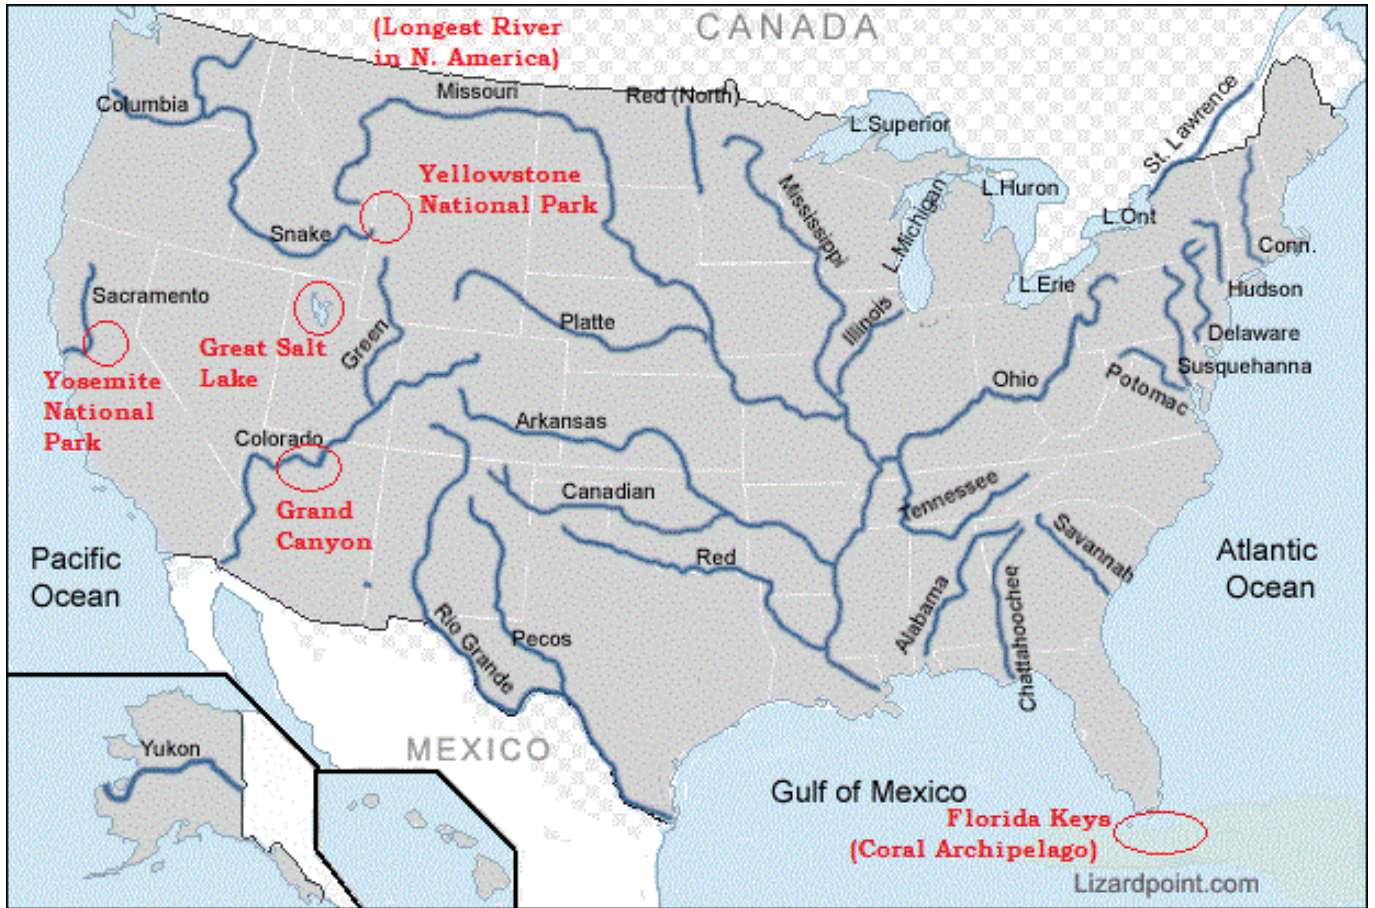 (Longest River
in N. America)
CANADA
Missouri
Red (North)
Columbia
L.Superior
St. Lawrence
Yellowstone
National Park
Mississippi
L.Michigan
L.Huron
L.Ont
Snake
Conn.
Sacramento
L.Erie
Hudson
Platte
Illinois
Green
Great Salt
Lake
Delaware
Susquehanna
Yosemite
National
Park
Ohio
Potomac
Arkansas
Colorado
Canadian
Tennessee
Grand
Canyon
Savannah
Red
Pacific
Ocean
Atlantic
Ocean
Alabama
Chattahoochee
Rio Grande
Pecos
Yukon
MEXICO
Gulf of Mexico
Florida Keys
(Coral Archipelago)
Lizardpoint.com